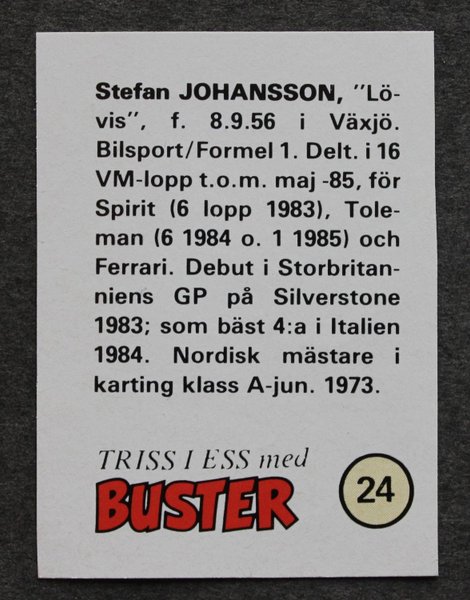 Stefan JOHANSSON, "Lö-
vis", f. 8.9.56 i Växjö.
Bilsport/Formel 1. Delt. i 16
VM-lopp t.o.m. maj -85, för
Spirit (6 lopp 1983), Tole-
man (6 1984 o. 1 1985) och
Ferrari. Debut i Storbritan-
niens GP på Silverstone
1983; som bäst 4:a i Italien
1984. Nordisk mästare i
karting klass A-jun. 1973.
TRISS I ESS med
BUSTER
24